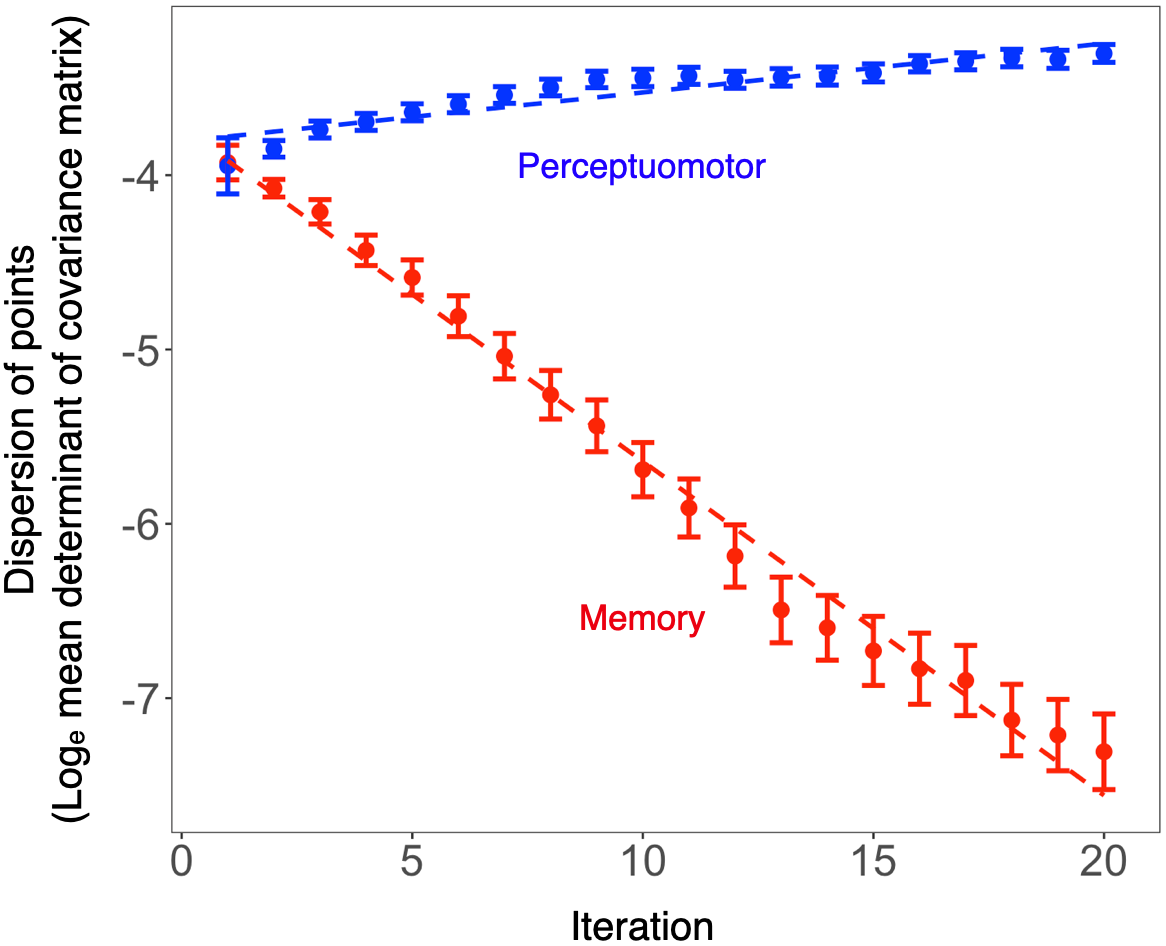 Dispersion of points
(Logₑ mean determinant of covariance matrix)
-4
-5
-6
-7
Perceptuomotor
Memory
0 5 10 15 20
Iteration